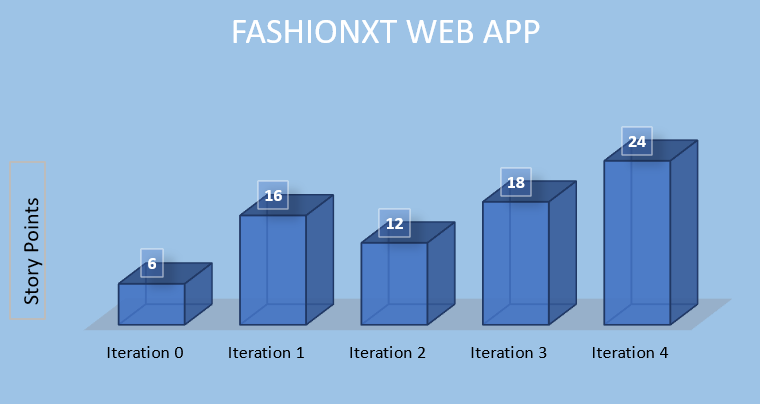 FASHIONXT WEB APP
Story Points
6
16
12
18
24
Iteration 0
Iteration 1
Iteration 2
Iteration 3
Iteration 4